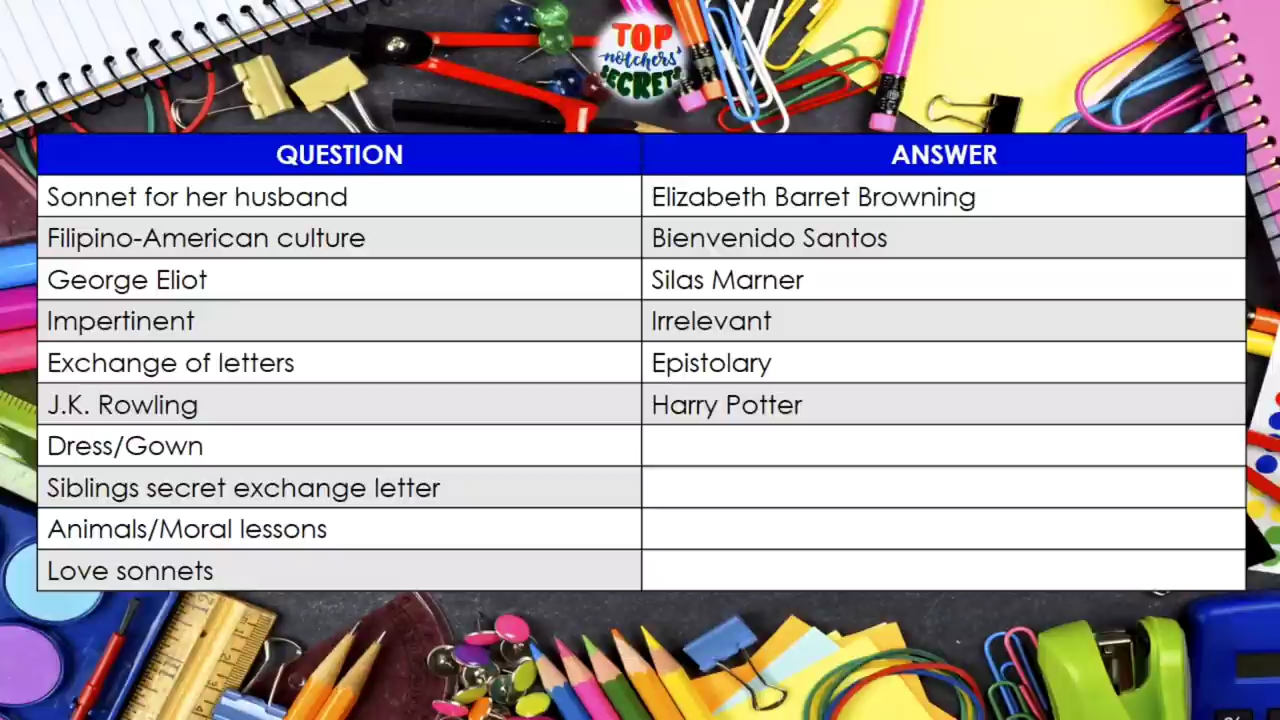 TOP
notchers'
SECRETS
QUESTION ANSWER
Sonnet for her husband Elizabeth Barret Browning
Filipino-American culture Bienvenido Santos
George Eliot Silas Marner
Impertinent Irrelevant
Exchange of letters Epistolary
J.K. Rowling Harry Potter
Dress/Gown
Siblings secret exchange letter
Animals/Moral lessons
Love sonnets